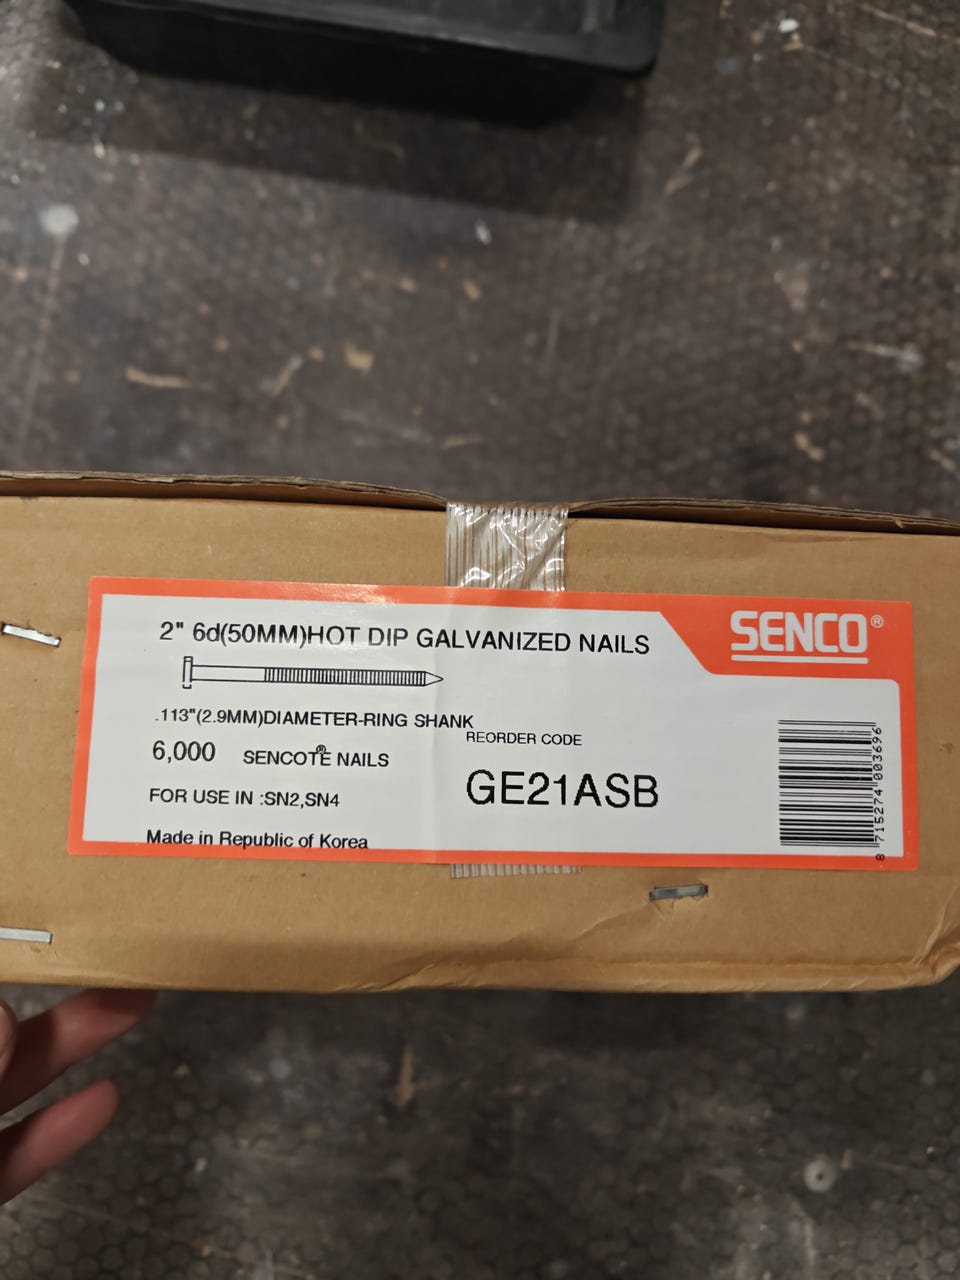 2" 6d(50MM)HOT DIP GALVANIZED NAILS
SENCO®
.113"(2.9MM)DIAMETER-RING SHANK
REORDER CODE
6,000 SENCOTE® NAILS
GE21ASB
FOR USE IN :SN2,SN4
Made in Republic of Korea
8 715274 003696